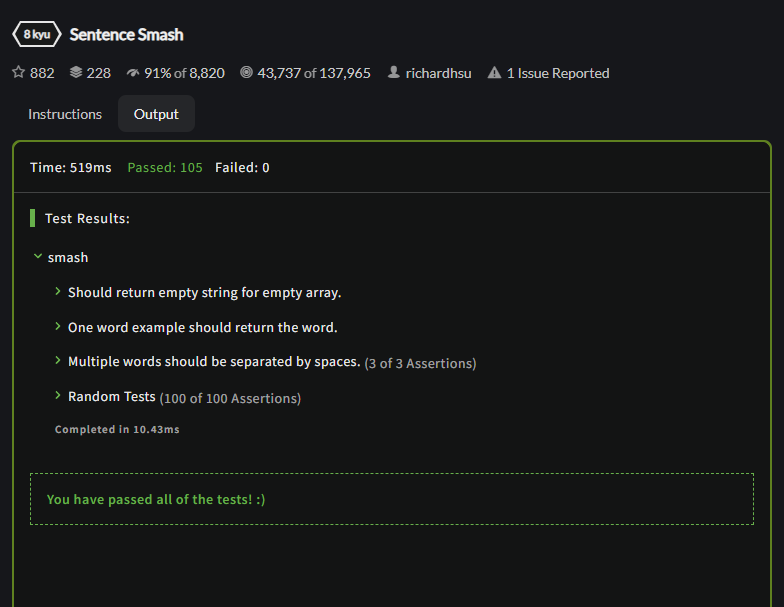 8 kyu Sentence Smash
882 228 91% of 8,820 43,737 of 137,965 richardhsu 1 Issue Reported
Instructions Output
Time: 519ms Passed: 105 Failed: 0
Test Results:
smash
Should return empty string for empty array.
One word example should return the word.
Multiple words should be separated by spaces. (3 of 3 Assertions)
Random Tests (100 of 100 Assertions)
Completed in 10.43ms
You have passed all of the tests! :)